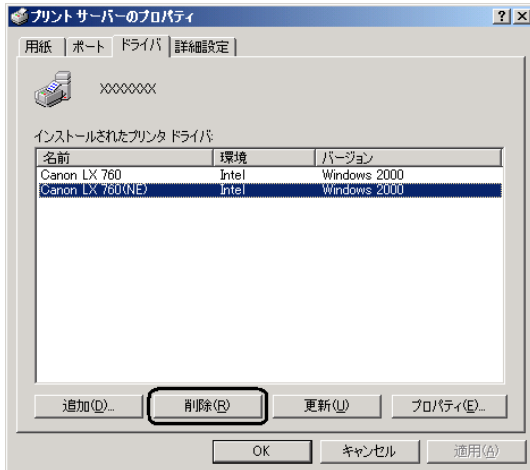 プリント サーバーのプロパティ
用紙 ポート ドライバ 詳細設定
XXXXXXX
インストールされたプリンタ ドライバ:
名前 環境 バージョン
Canon LX 760 Intel Windows 2000
Canon LX 760(NE) Intel Windows 2000
追加(D)... 削除(R) 更新(U) プロパティ(E)...
OK キャンセル 適用(A)